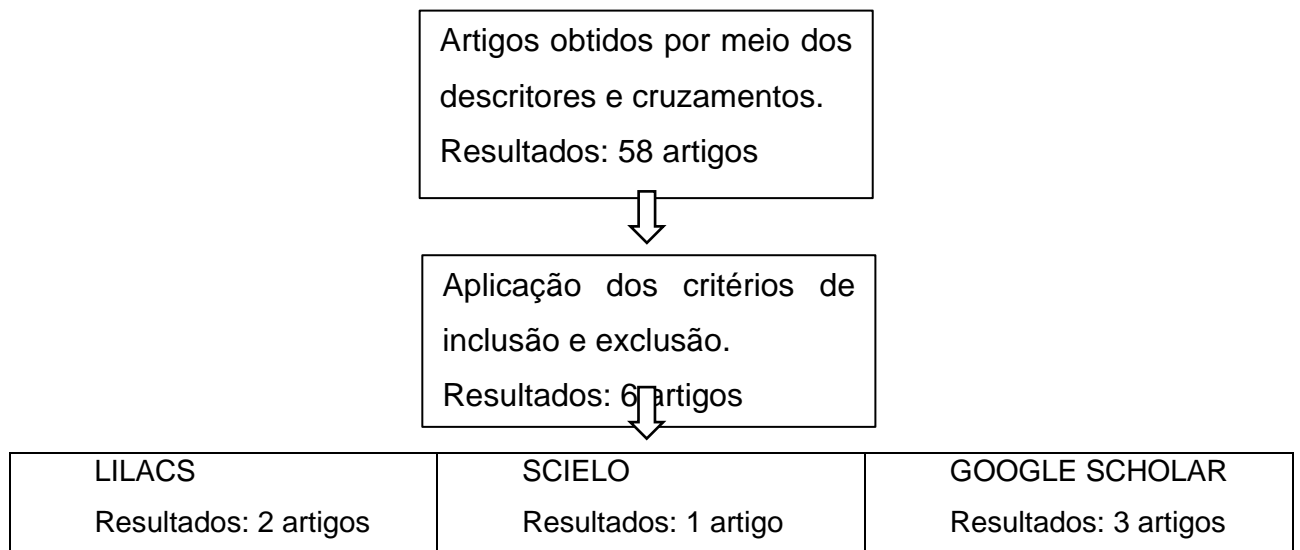 Artigos obtidos por meio dos
descritores e cruzamentos.
Resultados: 58 artigos
Aplicação dos critérios de
inclusão e exclusão.
Resultados: 6 artigos
LILACS
Resultados: 2 artigos
SCIELO
Resultados: 1 artigo
GOOGLE SCHOLAR
Resultados: 3 artigos